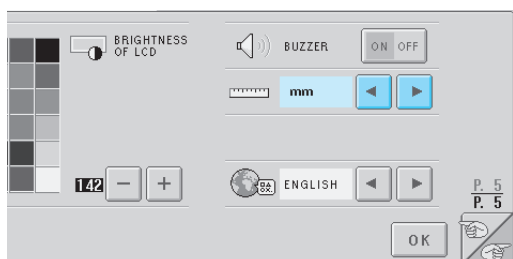 BRIGHTNESS
OF LCD
BUZZER
ON OFF
mm
142
− +
ENGLISH
P. 5
P. 5
OK